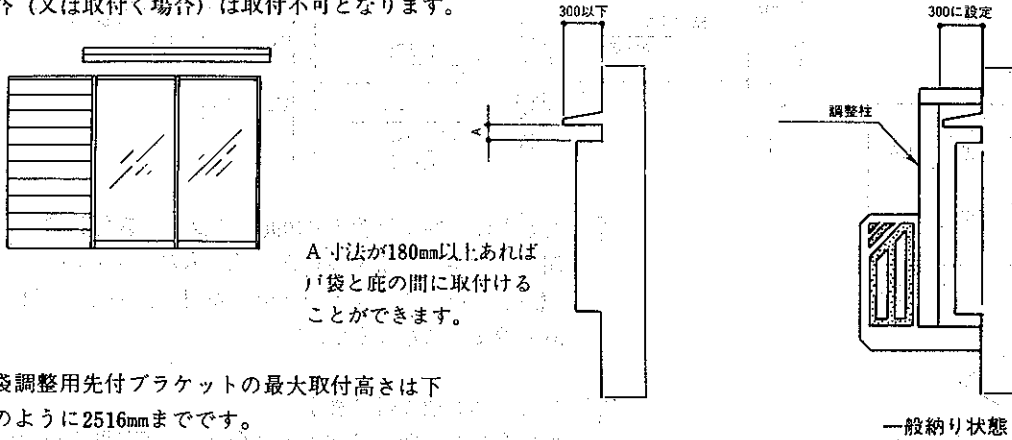 合（又は取付く場合）は取付不可となります。
300以下
300に設定
A
調整柱
A寸法が180mm以上あれば
戸袋と庇の間に取付ける
ことができます。
袋調整用先付ブラケットの最大取付高さは下
のように2516mmまでです。
一般納り状態